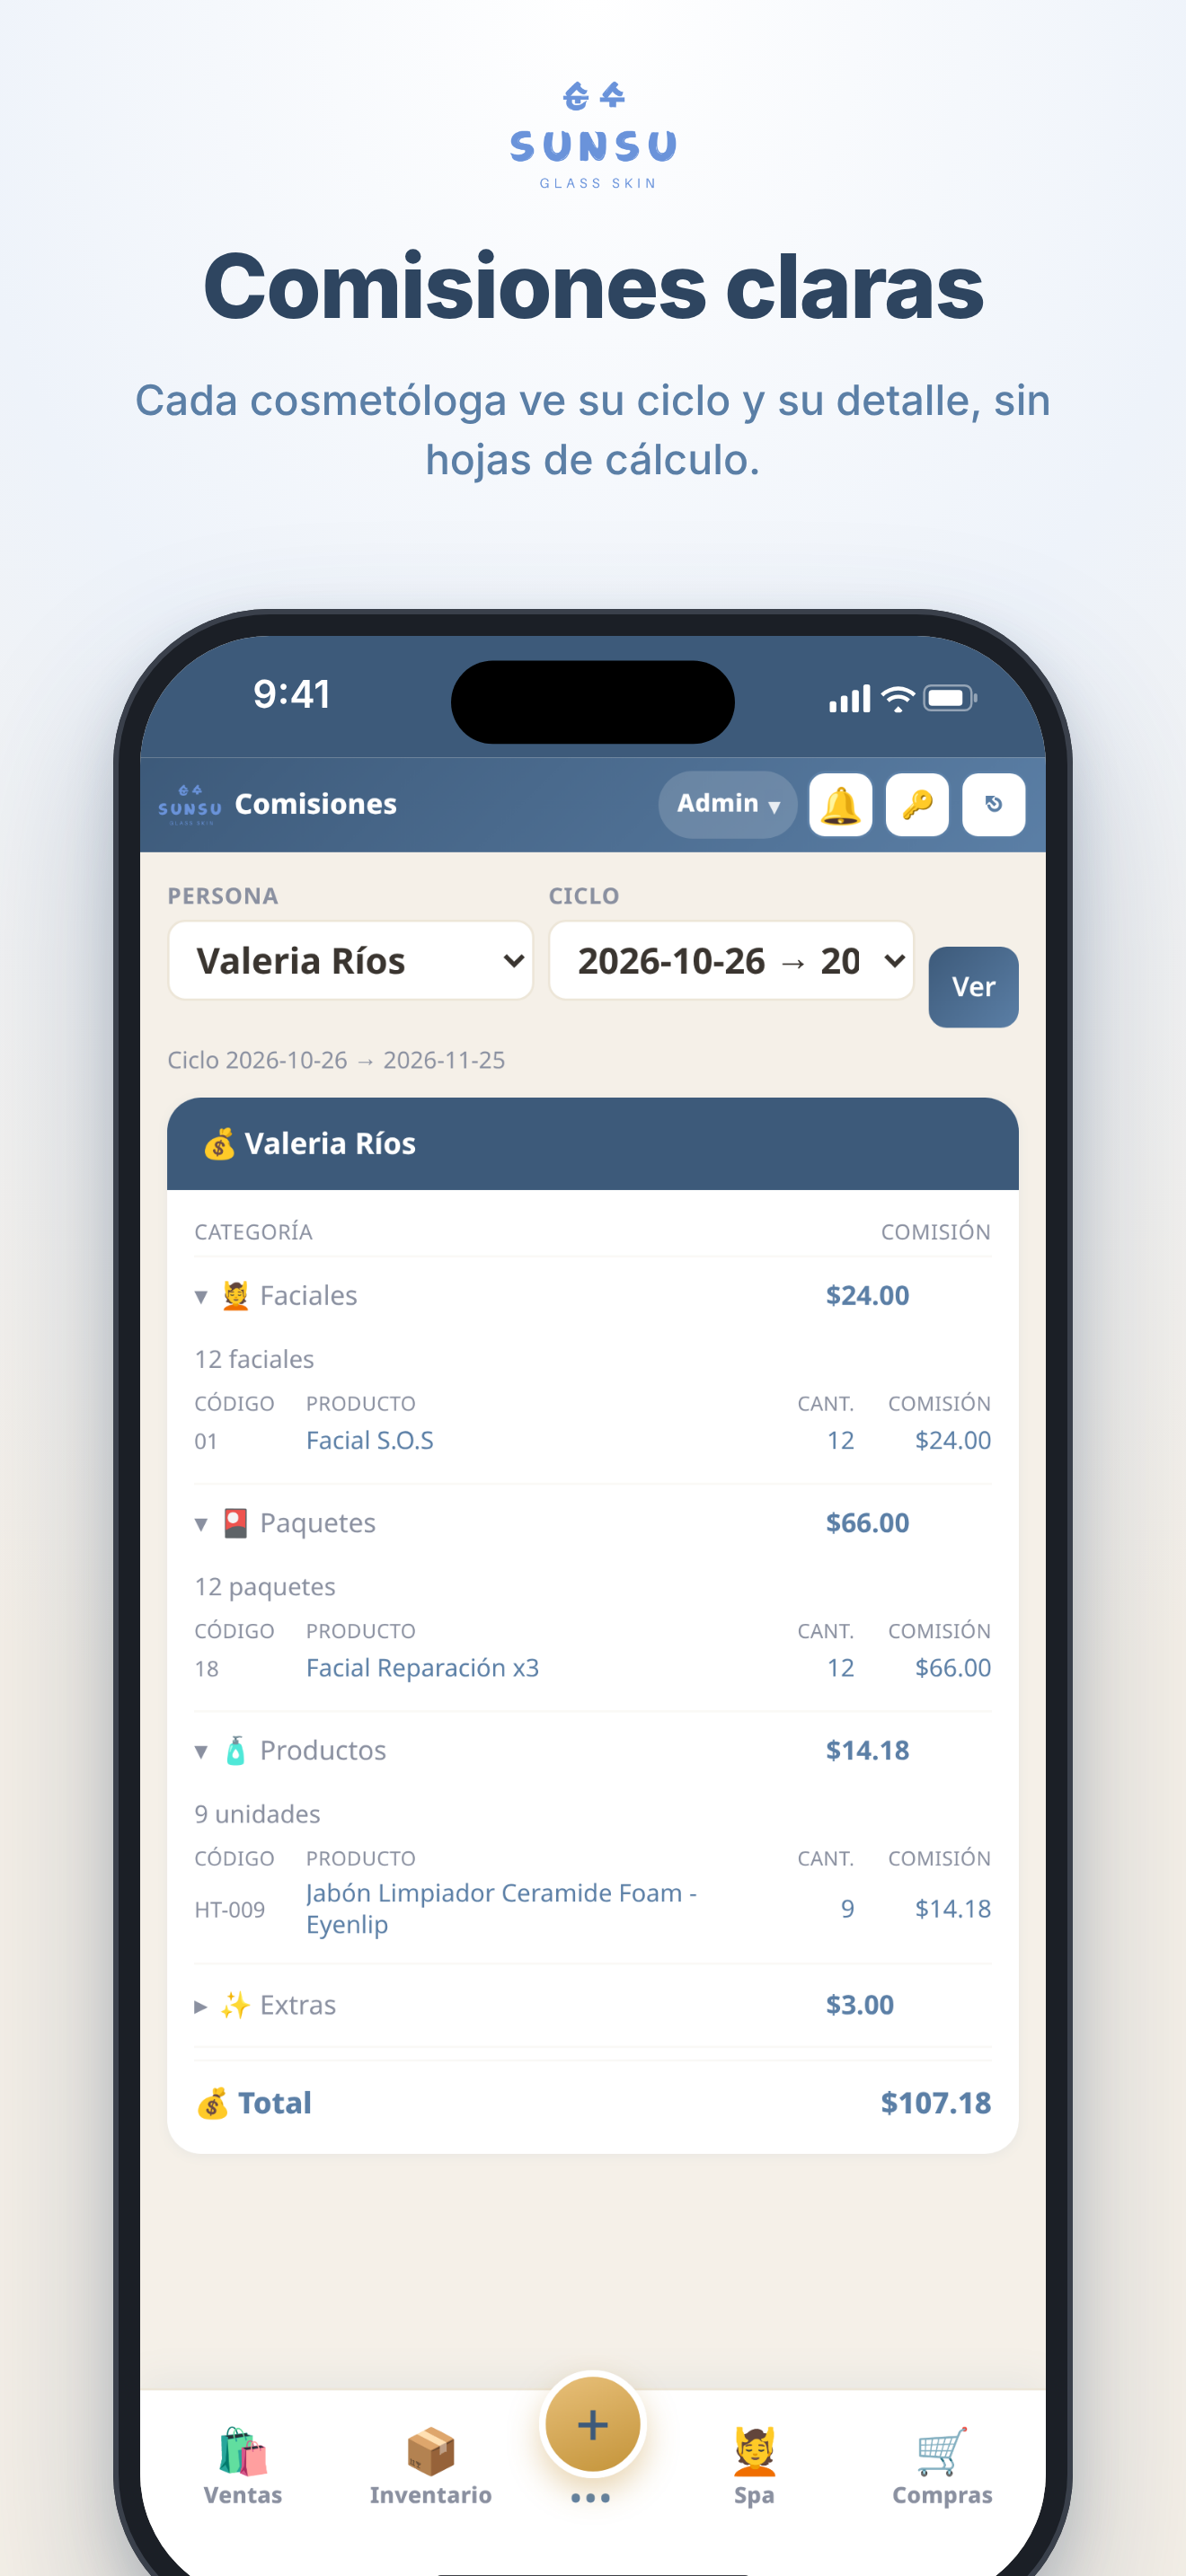 SUNSU
GLASS SKIN
Comisiones claras
Cada cosmetóloga ve su ciclo y su detalle, sin
hojas de cálculo.
9:41
SUNSU
GLASS SKIN
Comisiones
Admin ▾
PERSONA
CICLO
Valeria Ríos
2026-10-26 → 20
Ver
Ciclo 2026-10-26 → 2026-11-25
Valeria Ríos
CATEGORÍA COMISIÓN
▾ Faciales $24.00
12 faciales
CÓDIGO PRODUCTO CANT. COMISIÓN
01 Facial S.O.S 12 $24.00
▾ Paquetes $66.00
12 paquetes
CÓDIGO PRODUCTO CANT. COMISIÓN
18 Facial Reparación x3 12 $66.00
▾ Productos $14.18
9 unidades
CÓDIGO PRODUCTO CANT. COMISIÓN
HT-009 Jabón Limpiador Ceramide Foam - 9 $14.18
Eyenlip
▸ Extras $3.00
Total $107.18
+
Ventas Inventario ••• Spa Compras